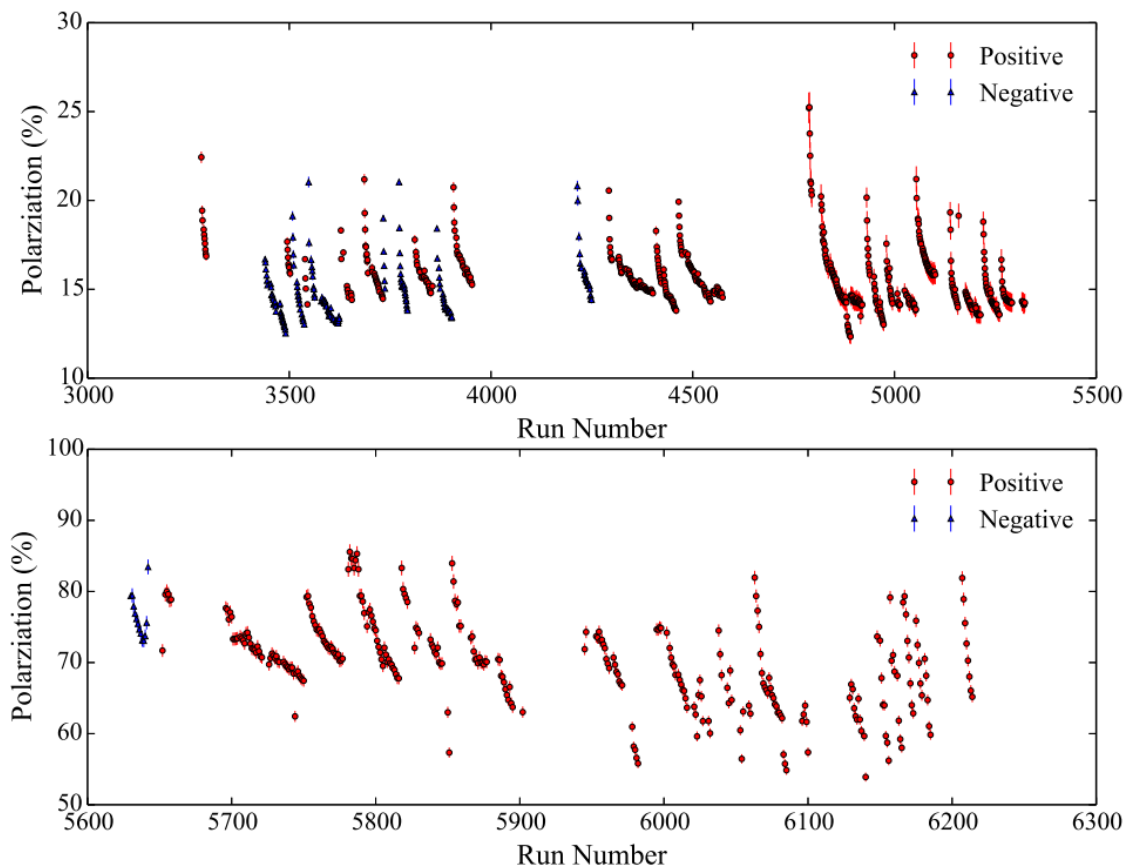 30
25
20
15
10
Polarziation (%)
Positive
Negative
3000 3500 4000 4500 5000 5500
Run Number
100
90
80
70
60
50
Polarziation (%)
Positive
Negative
5600 5700 5800 5900 6000 6100 6200 6300
Run Number